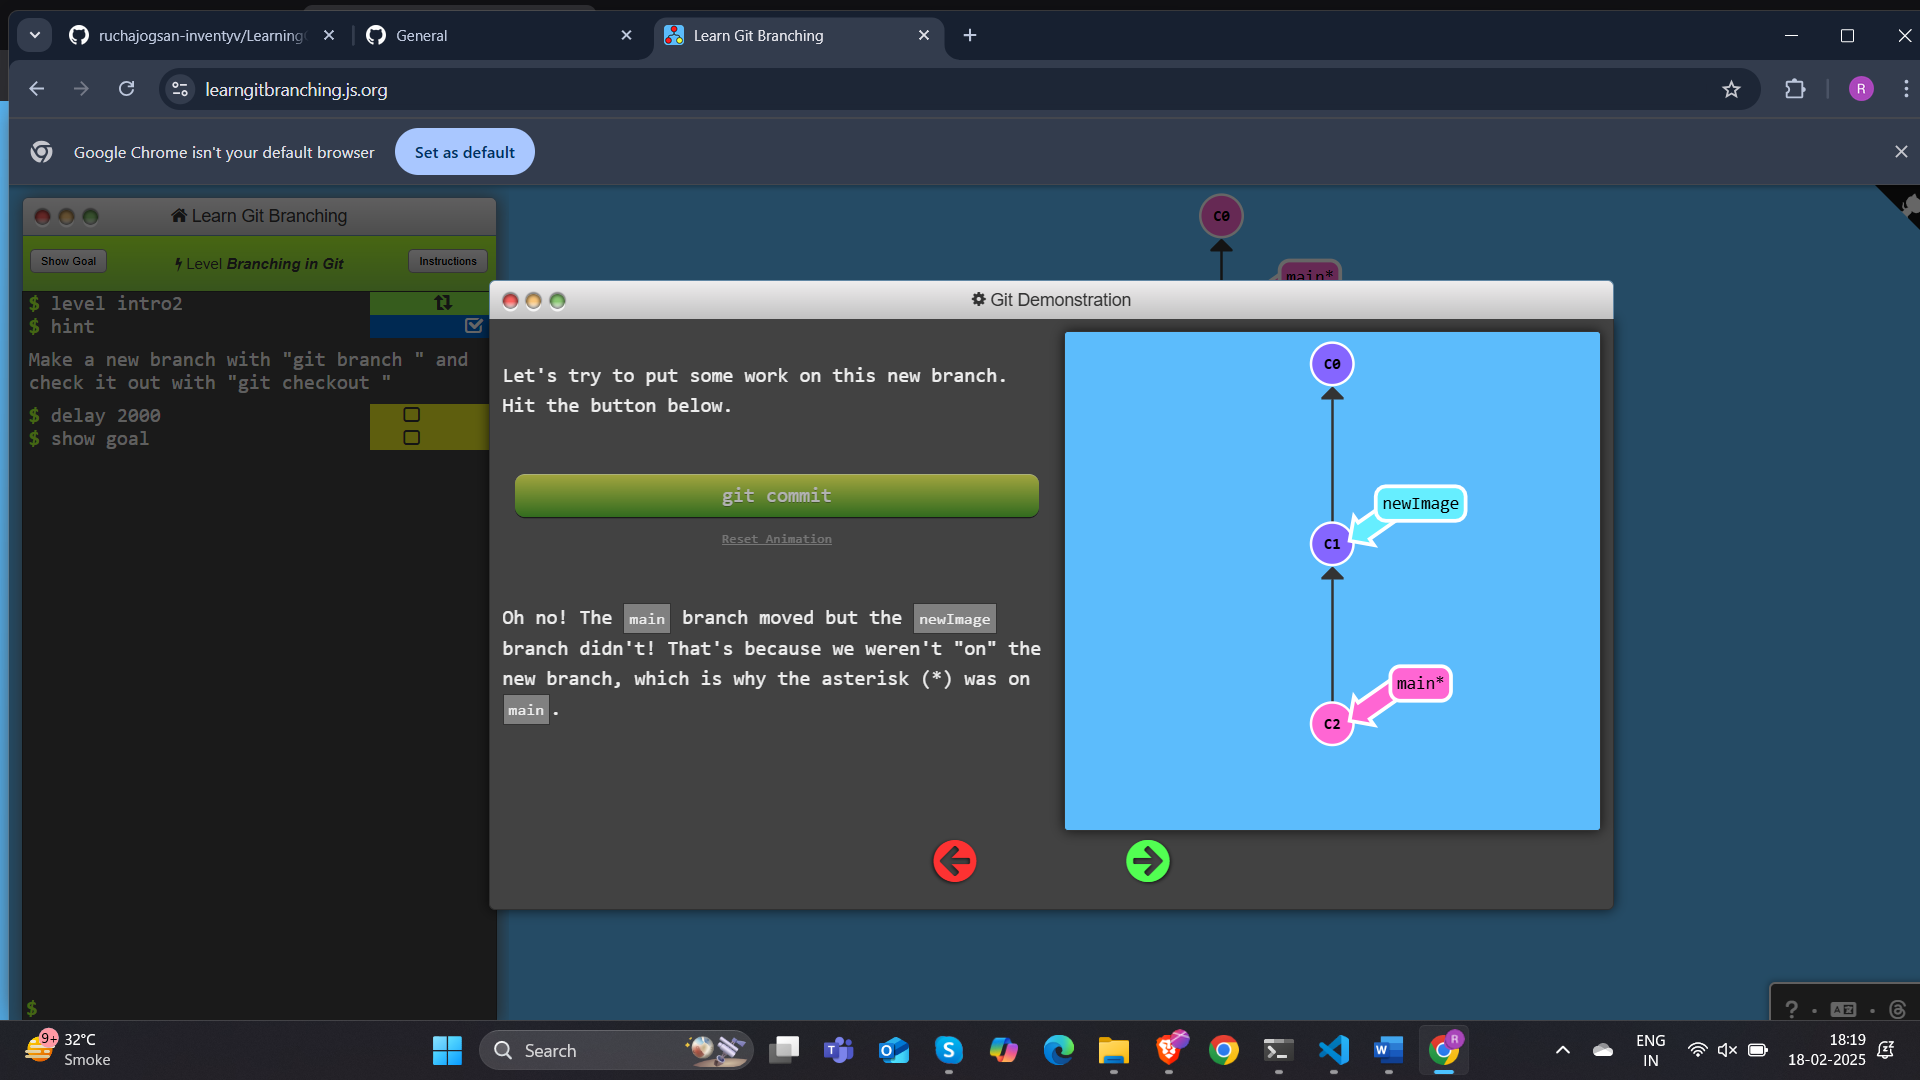 ruchajogsan-inventyv/Learning
General
Learn Git Branching
learngitbranching.js.org
R
Google Chrome isn't your default browser
Set as default
Learn Git Branching
Show Goal
Level Branching in Git
Instructions
$ level intro2
$ hint
Make a new branch with "git branch " and
check it out with "git checkout "
$ delay 2000
$ show goal
$
C0
main*
Git Demonstration
Let's try to put some work on this new branch.
Hit the button below.
git commit
Reset Animation
Oh no! The main branch moved but the newImage
branch didn't! That's because we weren't "on" the
new branch, which is why the asterisk (*) was on
main.
C0
newImage
C1
main*
C2
9+
32°C
Smoke
Search
R
ENG
IN
18:19
18-02-2025